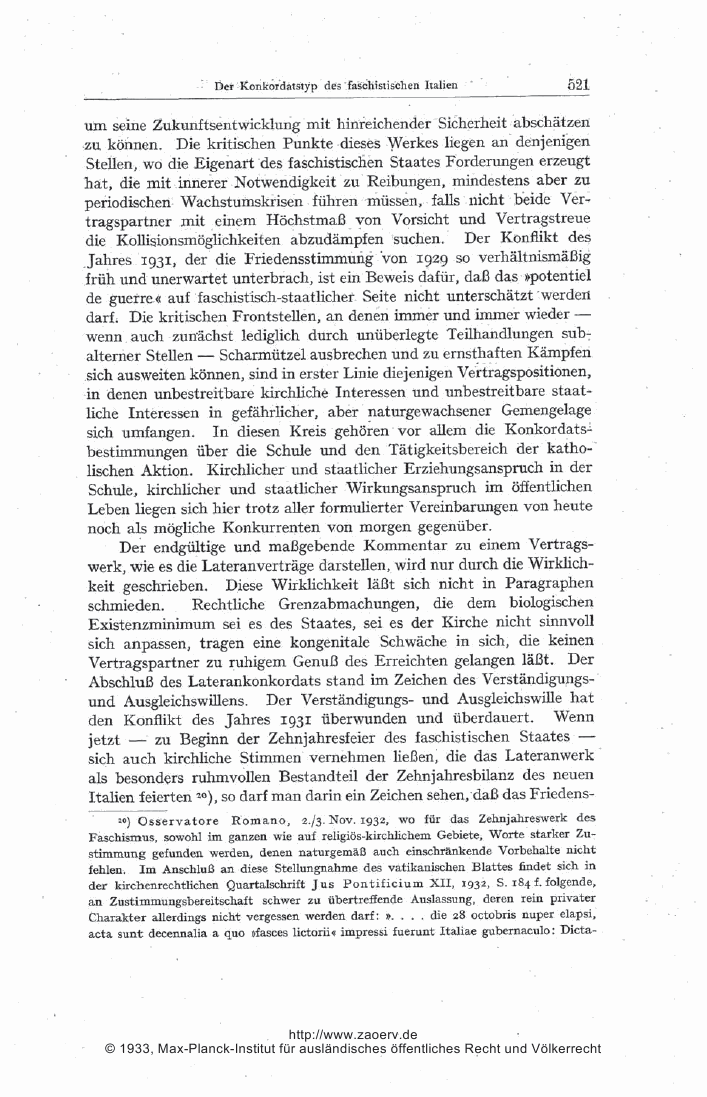 Der Konkordatstyp des faschistischen Italien 521
um seine Zukunftsentwicklung mit hinreichender Sicherheit abschätzen
zu können. Die kritischen Punkte dieses Werkes liegen an denjenigen
Stellen, wo die Eigenart des faschistischen Staates Forderungen erzeugt
hat, die mit innerer Notwendigkeit zu Reibungen, mindestens aber zu
periodischen Wachstumskrisen führen müssen, falls nicht beide Ver-
tragspartner mit einem Höchstmaß von Vorsicht und Vertragstreue
die Kollisionsmöglichkeiten abzudämpfen suchen. Der Konflikt des
Jahres 1931, der die Friedensstimmung von 1929 so verhältnismäßig
früh und unerwartet unterbrach, ist ein Beweis dafür, daß das »potentiel
de guerre« auf faschistisch-staatlicher Seite nicht unterschätzt werden
darf. Die kritischen Frontstellen, an denen immer und immer wieder —
wenn auch zunächst lediglich durch unüberlegte Teilhandlungen sub-
alterner Stellen — Scharmützel ausbrechen und zu ernsthaften Kämpfen
sich ausweiten können, sind in erster Linie diejenigen Vertragspositionen,
in denen unbestreitbare kirchliche Interessen und unbestreitbare staat-
liche Interessen in gefährlicher, aber naturgewachsener Gemengelage
sich umfangen. In diesen Kreis gehören vor allem die Konkordats-
bestimmungen über die Schule und den Tätigkeitsbereich der katho-
lischen Aktion. Kirchlicher und staatlicher Erziehungsanspruch in der
Schule, kirchlicher und staatlicher Wirkungsanspruch im öffentlichen
Leben liegen sich hier trotz aller formulierter Vereinbarungen von heute
noch als mögliche Konkurrenten von morgen gegenüber.
Der endgültige und maßgebende Kommentar zu einem Vertrags-
werk, wie es die Lateranverträge darstellen, wird nur durch die Wirklich-
keit geschrieben. Diese Wirklichkeit läßt sich nicht in Paragraphen
schmieden. Rechtliche Grenzabmachungen, die dem biologischen
Existenzminimum sei es des Staates, sei es der Kirche nicht sinnvoll
sich anpassen, tragen eine kongenitale Schwäche in sich, die keinen
Vertragspartner zu ruhigem Genuß des Erreichten gelangen läßt. Der
Abschluß des Laterankonkordats stand im Zeichen des Verständigungs-
und Ausgleichswillens. Der Verständigungs- und Ausgleichswille hat
den Konflikt des Jahres 1931 überwunden und überdauert. Wenn
jetzt — zu Beginn der Zehnjahresfeier des faschistischen Staates —
sich auch kirchliche Stimmen vernehmen ließen, die das Lateranwerk
als besonders ruhmvollen Bestandteil der Zehnjahresbilanz des neuen
Italien feierten 20), so darf man darin ein Zeichen sehen, daß das Friedens-
20) Osservatore Romano, 2./3. Nov. 1932, wo für das Zehnjahreswerk des
Faschismus, sowohl im ganzen wie auf religiös-kirchlichem Gebiete, Worte starker Zu-
stimmung gefunden werden, denen naturgemäß auch einschränkende Vorbehalte nicht
fehlen. Im Anschluß an diese Stellungnahme des vatikanischen Blattes findet sich in
der kirchenrechtlichen Quartalschrift Jus Pontificium XII, 1932, S. 184 f. folgende,
an Zustimmungsbereitschaft schwer zu übertreffende Auslassung, deren rein privater
Charakter allerdings nicht vergessen werden darf: ». . . . die 28 octobris nuper elapsi,
acta sunt decennalia a quo »fasces lictorii« impressi fuerunt Italiae gubernaculo: Dicta-
http://www.zaoerv.de
© 1933, Max-Planck-Institut für ausländisches öffentliches Recht und Völkerrecht